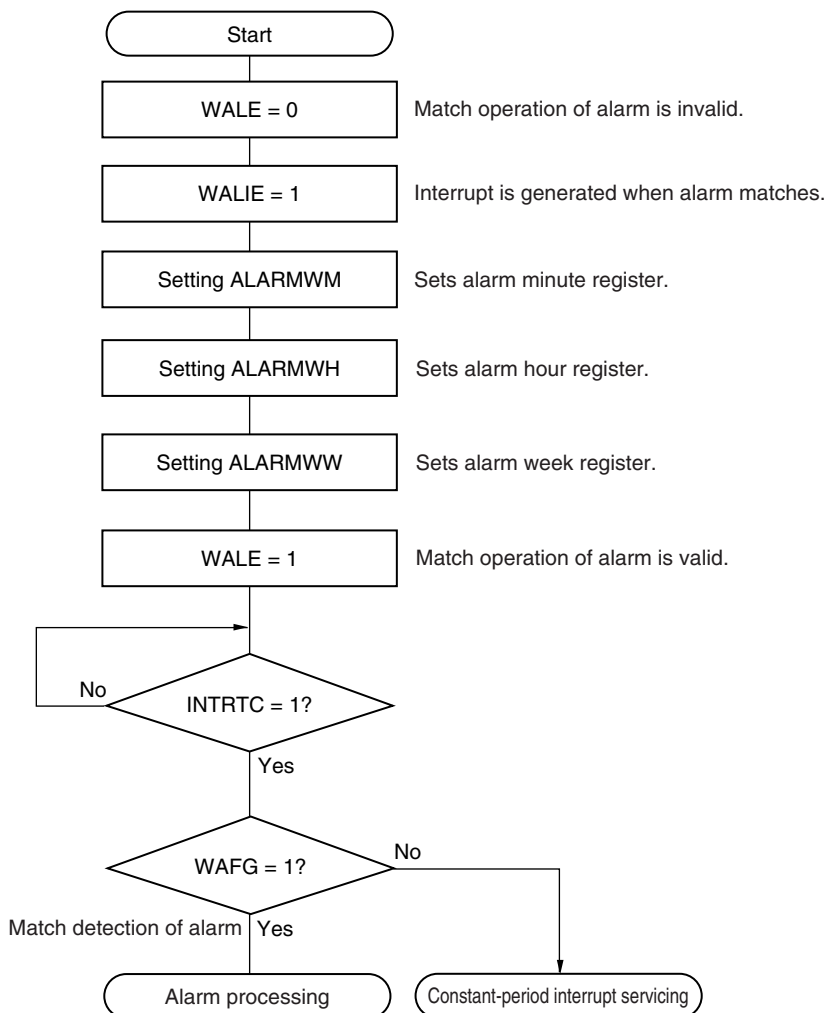 Start
WALE = 0
Match operation of alarm is invalid.
WALIE = 1
Interrupt is generated when alarm matches.
Setting ALARMWM
Sets alarm minute register.
Setting ALARMWH
Sets alarm hour register.
Setting ALARMWW
Sets alarm week register.
WALE = 1
Match operation of alarm is valid.
No
INTRTC = 1?
Yes
WAFG = 1?
No
Match detection of alarm
Yes
Alarm processing
Constant-period interrupt servicing